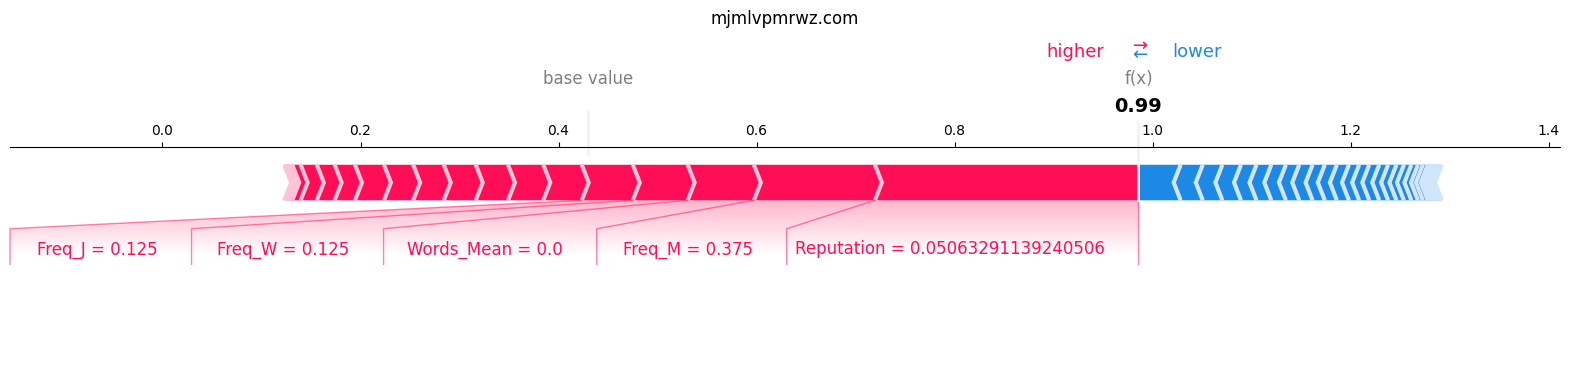 mjmlvpmrwz.com
higher → ← lower
base value f(x)
0.99
0.0 0.2 0.4 0.6 0.8 1.0 1.2 1.4
Freq_J = 0.125 Freq_W = 0.125 Words_Mean = 0.0 Freq_M = 0.375 Reputation = 0.05063291139240506